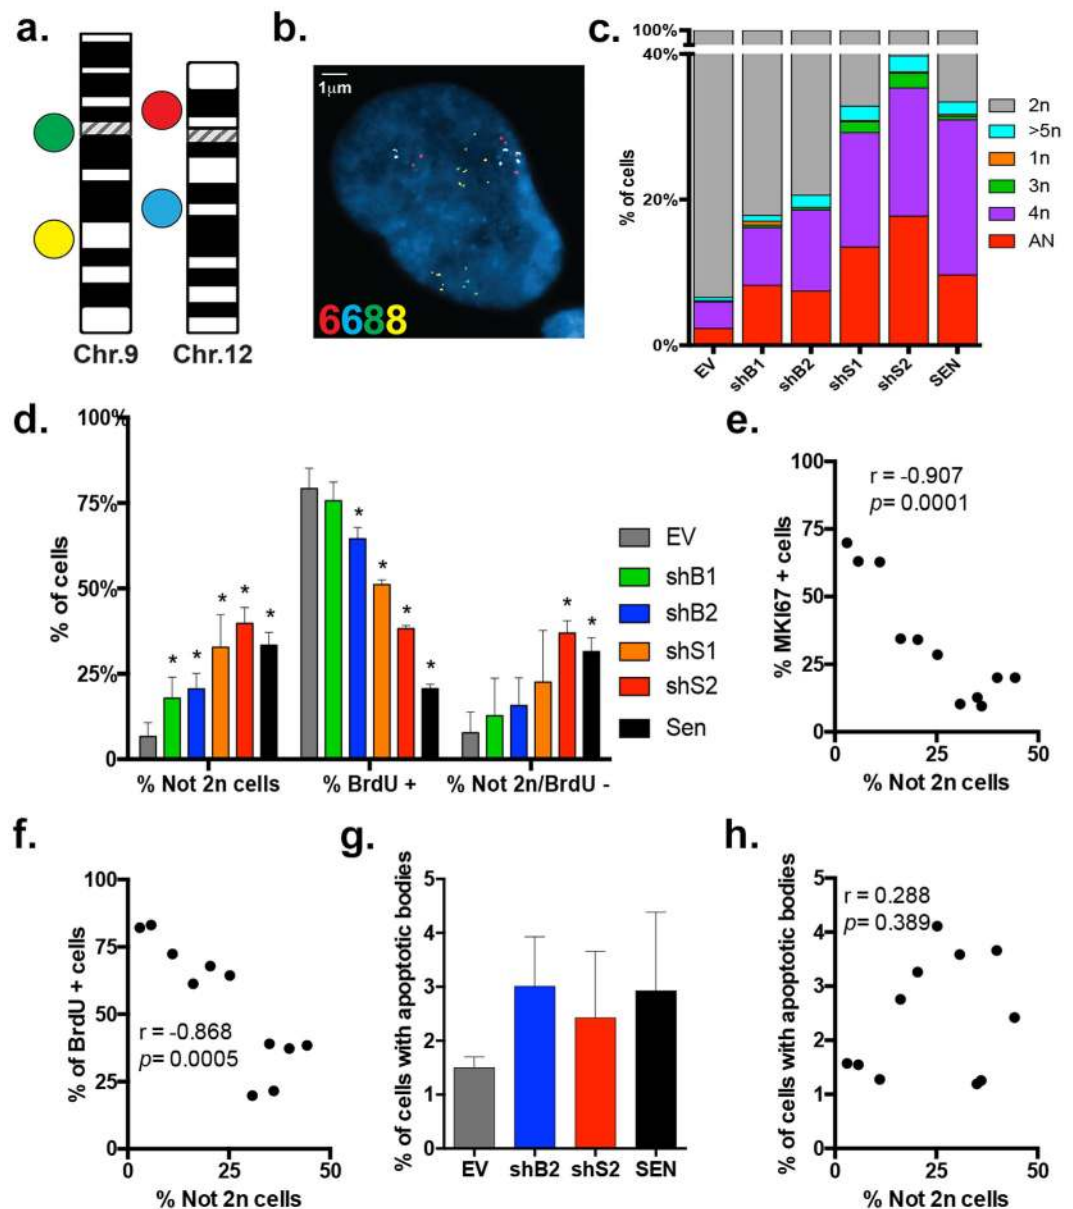 a.
Chr.9
Chr.12
b.
1µm
6688
c.
% of cells
100%
40%
20%
0%
EV
shB1
shB2
shS1
shS2
SEN
2n
>5n
1n
3n
4n
AN
d.
% of cells
100%
75%
50%
25%
0
* * * * *
* * * *
* *
% Not 2n cells
% BrdU +
% Not 2n/BrdU -
EV
shB1
shB2
shS1
shS2
Sen
e.
% MKI67 + cells
100
75
50
25
0
r = -0.907
p= 0.0001
0 25 50
% Not 2n cells
f.
% of BrdU + cells
100
75
50
25
0
r = -0.868
p= 0.0005
0 25 50
% Not 2n cells
g.
% of cells with apoptotic bodies
5
4
3
2
1
0
EV
shB2
shS2
SEN
h.
% of cells with apoptotic bodies
5
4
3
2
1
0
r = 0.288
p= 0.389
0 25 50
% Not 2n cells